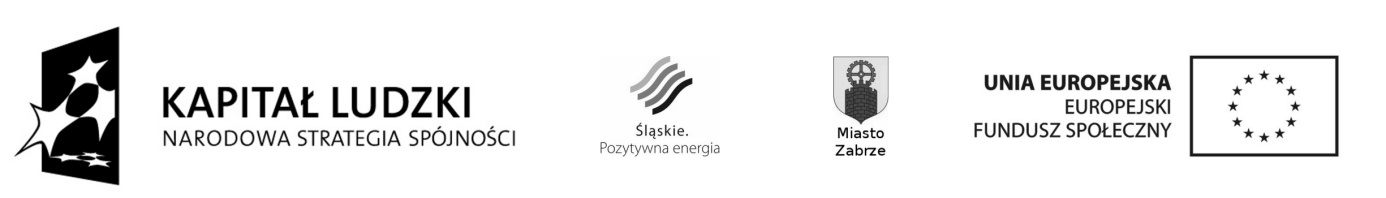 KAPITAŁ LUDZKI
NARODOWA STRATEGIA SPÓJNOŚCI
Śląskie.
Pozytywna energia
Miasto
Zabrze
UNIA EUROPEJSKA
EUROPEJSKI
FUNDUSZ SPOŁECZNY